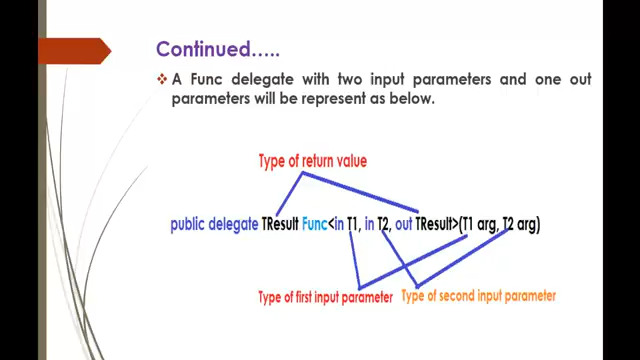 Continued…..
A Func delegate with two input parameters and one out
parameters will be represent as below.
Type of return value
public delegate TResult Func<in T1, in T2, out TResult>(T1 arg, T2 arg)
Type of first input parameter Type of second input parameter